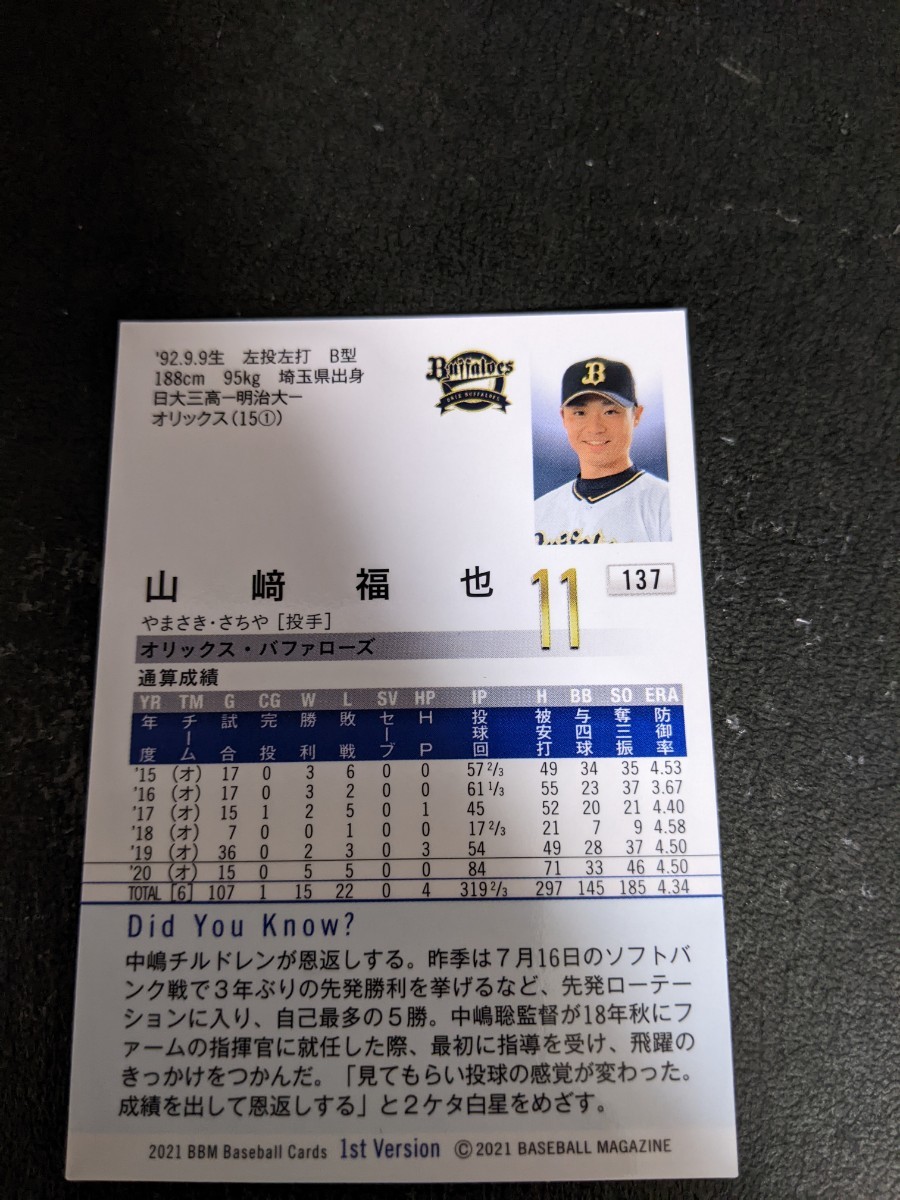 '92.9.9生 左投左打 B型
188cm 95kg 埼玉県出身
日大三高ー明治大ー
オリックス(15①)
Buffaloes
ORIX BUFFALOES
B
Buffaloes
山﨑福也
11
137
やまさき・さちや［投手］
オリックス・バファローズ
通算成績
YR TM G CG W L SV HP IP H BB SO ERA
年度 チーム 試合 完投 勝利 敗戦 セーブ HP 投球回 被安打 与四球 奪三振 防御率
'15 (オ) 17 0 3 6 0 0 57 2/3 49 34 35 4.53
'16 (オ) 17 0 3 2 0 0 61 1/3 55 23 37 3.67
'17 (オ) 15 1 2 5 0 1 45 52 20 21 4.40
'18 (オ) 7 0 0 1 0 0 17 2/3 21 7 9 4.58
'19 (オ) 36 0 2 3 0 3 54 49 28 37 4.50
'20 (オ) 15 0 5 5 0 0 84 71 33 46 4.50
TOTAL [6] 107 1 15 22 0 4 319 2/3 297 145 185 4.34
Did You Know?
中嶋チルドレンが恩返しする。昨季は７月16日のソフトバ
ンク戦で３年ぶりの先発勝利を挙げるなど、先発ローテー
ションに入り、自己最多の５勝。中嶋聡監督が18年秋にフ
ァームの指揮官に就任した際、最初に指導を受け、飛躍の
きっかけをつかんだ。「見てもらい投球の感覚が変わった。
成績を出して恩返しする」と２ケタ白星をめざす。
2021 BBM Baseball Cards 1st Version ©2021 BASEBALL MAGAZINE